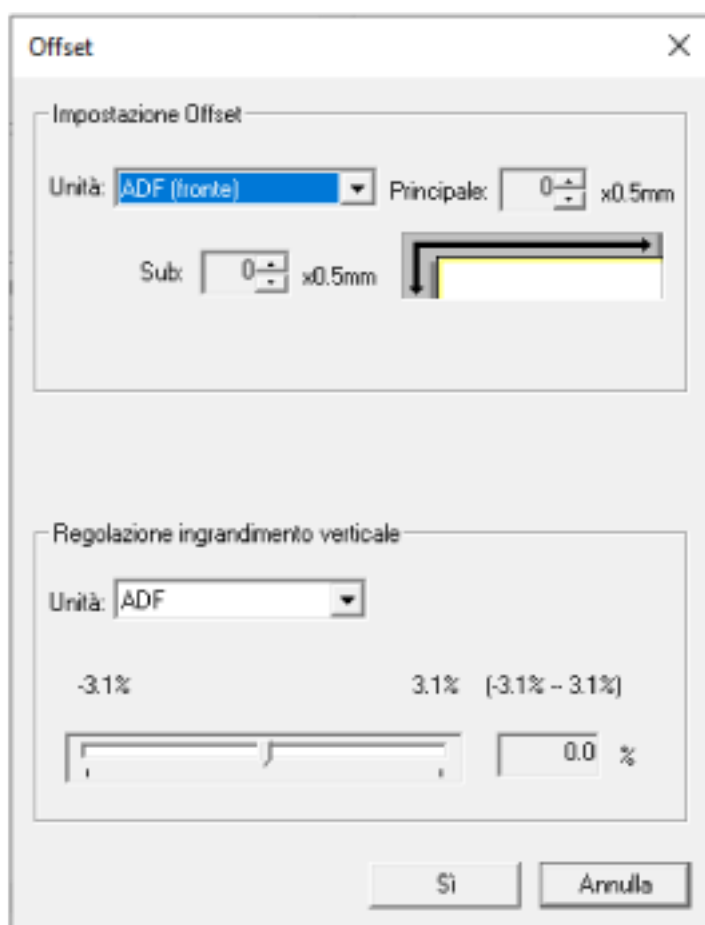 Offset
Impostazione Offset
Unità: ADF (fronte) Principale: 0 x0.5mm
Sub: 0 x0.5mm
Regolazione ingrandimento verticale
Unità: ADF
-3.1% 3.1% (-3.1% -- 3.1%)
0.0 %
Sì Annulla